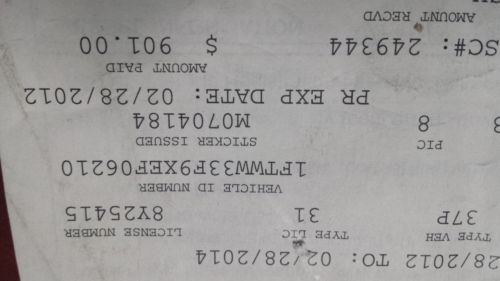 28/2012 TO: 02/28/2014
TYPE VEH TYPE LIC LICENSE NUMBER
37P 31 8Y25415
VEHICLE ID NUMBER
1FTWW33F9XEF06210
PIC STICKER ISSUED
8 M0704184
PR EXP DATE: 02/28/2012
AMOUNT PAID
SC#: 249344 $ 901.00
AMOUNT RECVD